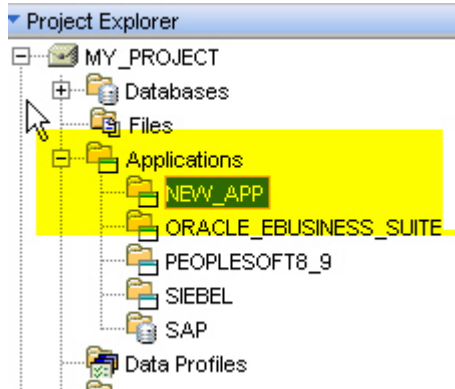 Project Explorer
MY_PROJECT
Databases
Files
Applications
NEW_APP
ORACLE_EBUSINESS_SUITE
PEOPLESOFT8_9
SIEBEL
SAP
Data Profiles